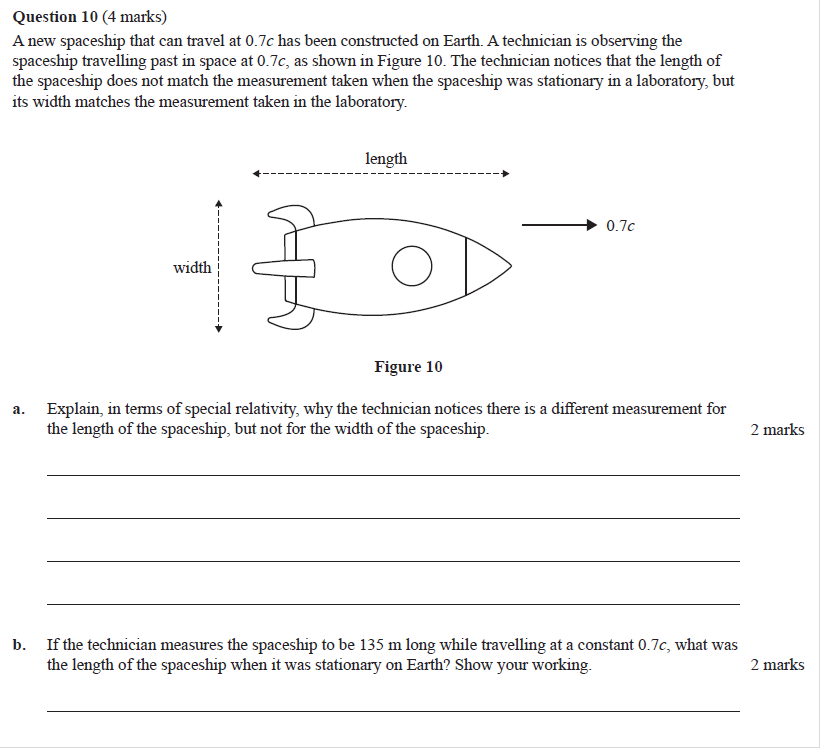 Question 10 (4 marks)
A new spaceship that can travel at 0.7c has been constructed on Earth. A technician is observing the
spaceship travelling past in space at 0.7c, as shown in Figure 10. The technician notices that the length of
the spaceship does not match the measurement taken when the spaceship was stationary in a laboratory, but
its width matches the measurement taken in the laboratory.
length
0.7c
width
Figure 10
a. Explain, in terms of special relativity, why the technician notices there is a different measurement for
the length of the spaceship, but not for the width of the spaceship. 2 marks
b. If the technician measures the spaceship to be 135 m long while travelling at a constant 0.7c, what was
the length of the spaceship when it was stationary on Earth? Show your working. 2 marks